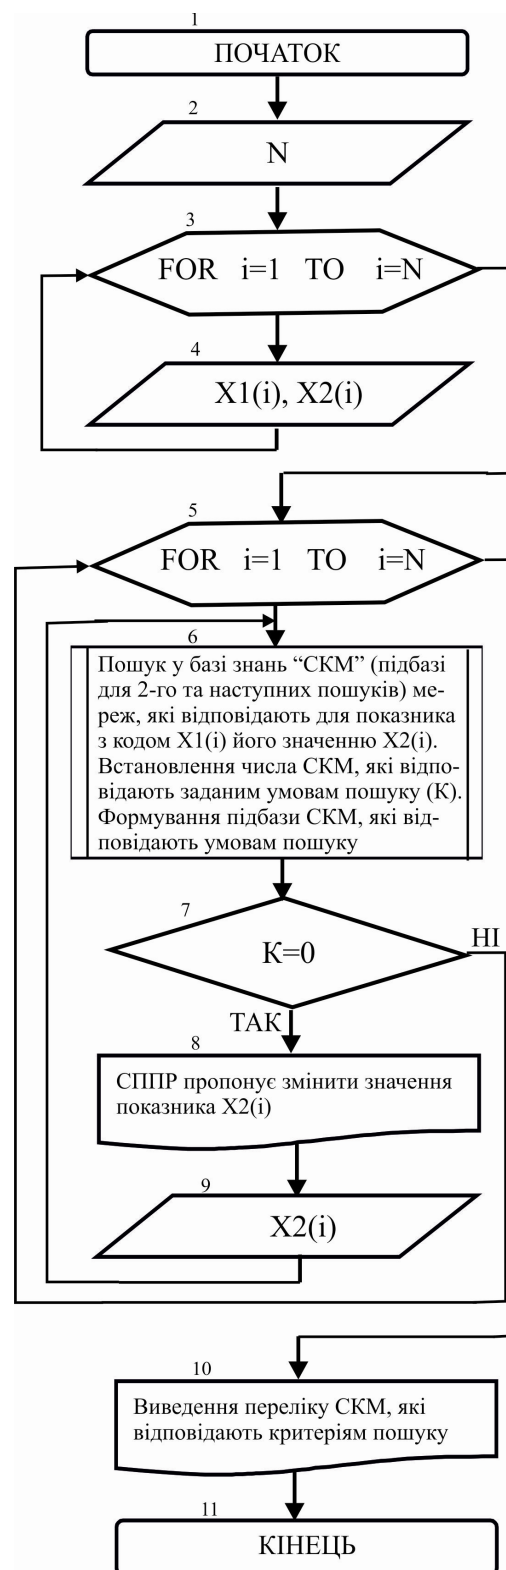 1
ПОЧАТОК
2
N
3
FOR i=1 TO i=N
4
X1(i), X2(i)
5
FOR i=1 TO i=N
6
Пошук у базі знань “СКМ” (підбазі
для 2-го та наступних пошуків) ме-
реж, які відповідають для показника
з кодом X1(i) його значенню X2(i).
Встановлення числа СКМ, які відпо-
відають заданим умовам пошуку (К).
Формування підбази СКМ, які від-
повідають умовам пошуку
7
К=0
НІ
ТАК
8
СППР пропонує змінити значення
показника X2(i)
9
X2(i)
10
Виведення переліку СКМ, які
відповідають критеріям пошуку
11
КІНЕЦЬ